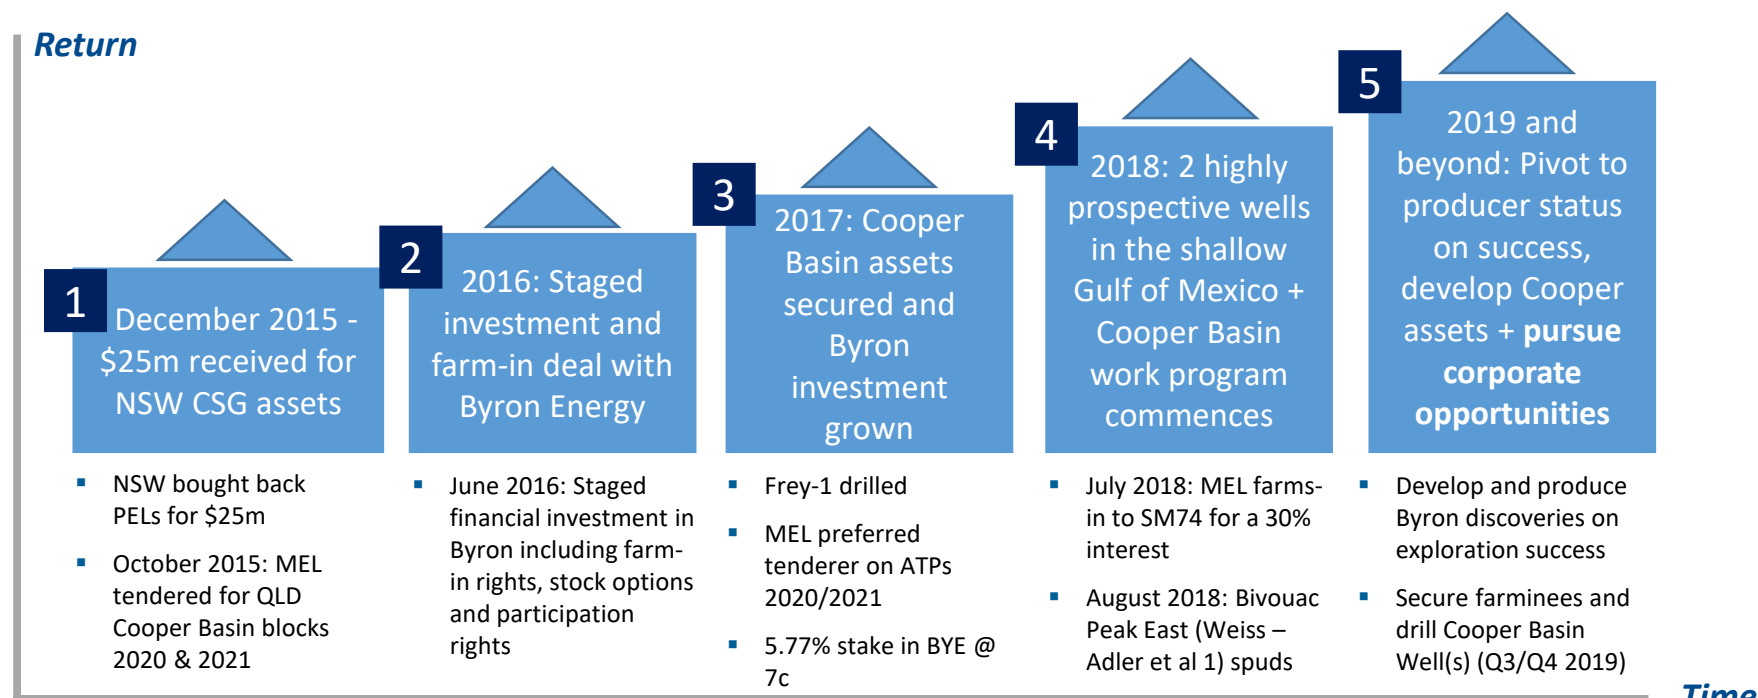 Return
1
December 2015 -
$25m received for
NSW CSG assets
▪ NSW bought back
PELs for $25m
▪ October 2015: MEL
tendered for QLD
Cooper Basin blocks
2020 & 2021
2
2016: Staged
investment and
farm-in deal with
Byron Energy
▪ June 2016: Staged
financial investment in
Byron including farm-
in rights, stock options
and participation
rights
3
2017: Cooper
Basin assets
secured and
Byron
investment
grown
▪ Frey-1 drilled
▪ MEL preferred
tenderer on ATPs
2020/2021
▪ 5.77% stake in BYE @
7c
4
2018: 2 highly
prospective wells
in the shallow
Gulf of Mexico +
Cooper Basin
work program
commences
▪ July 2018: MEL farms-
in to SM74 for a 30%
interest
▪ August 2018: Bivouac
Peak East (Weiss –
Adler et al 1) spuds
5
2019 and
beyond: Pivot to
producer status
on success,
develop Cooper
assets + pursue
corporate
opportunities
▪ Develop and produce
Byron discoveries on
exploration success
▪ Secure farminees and
drill Cooper Basin
Well(s) (Q3/Q4 2019)
Time